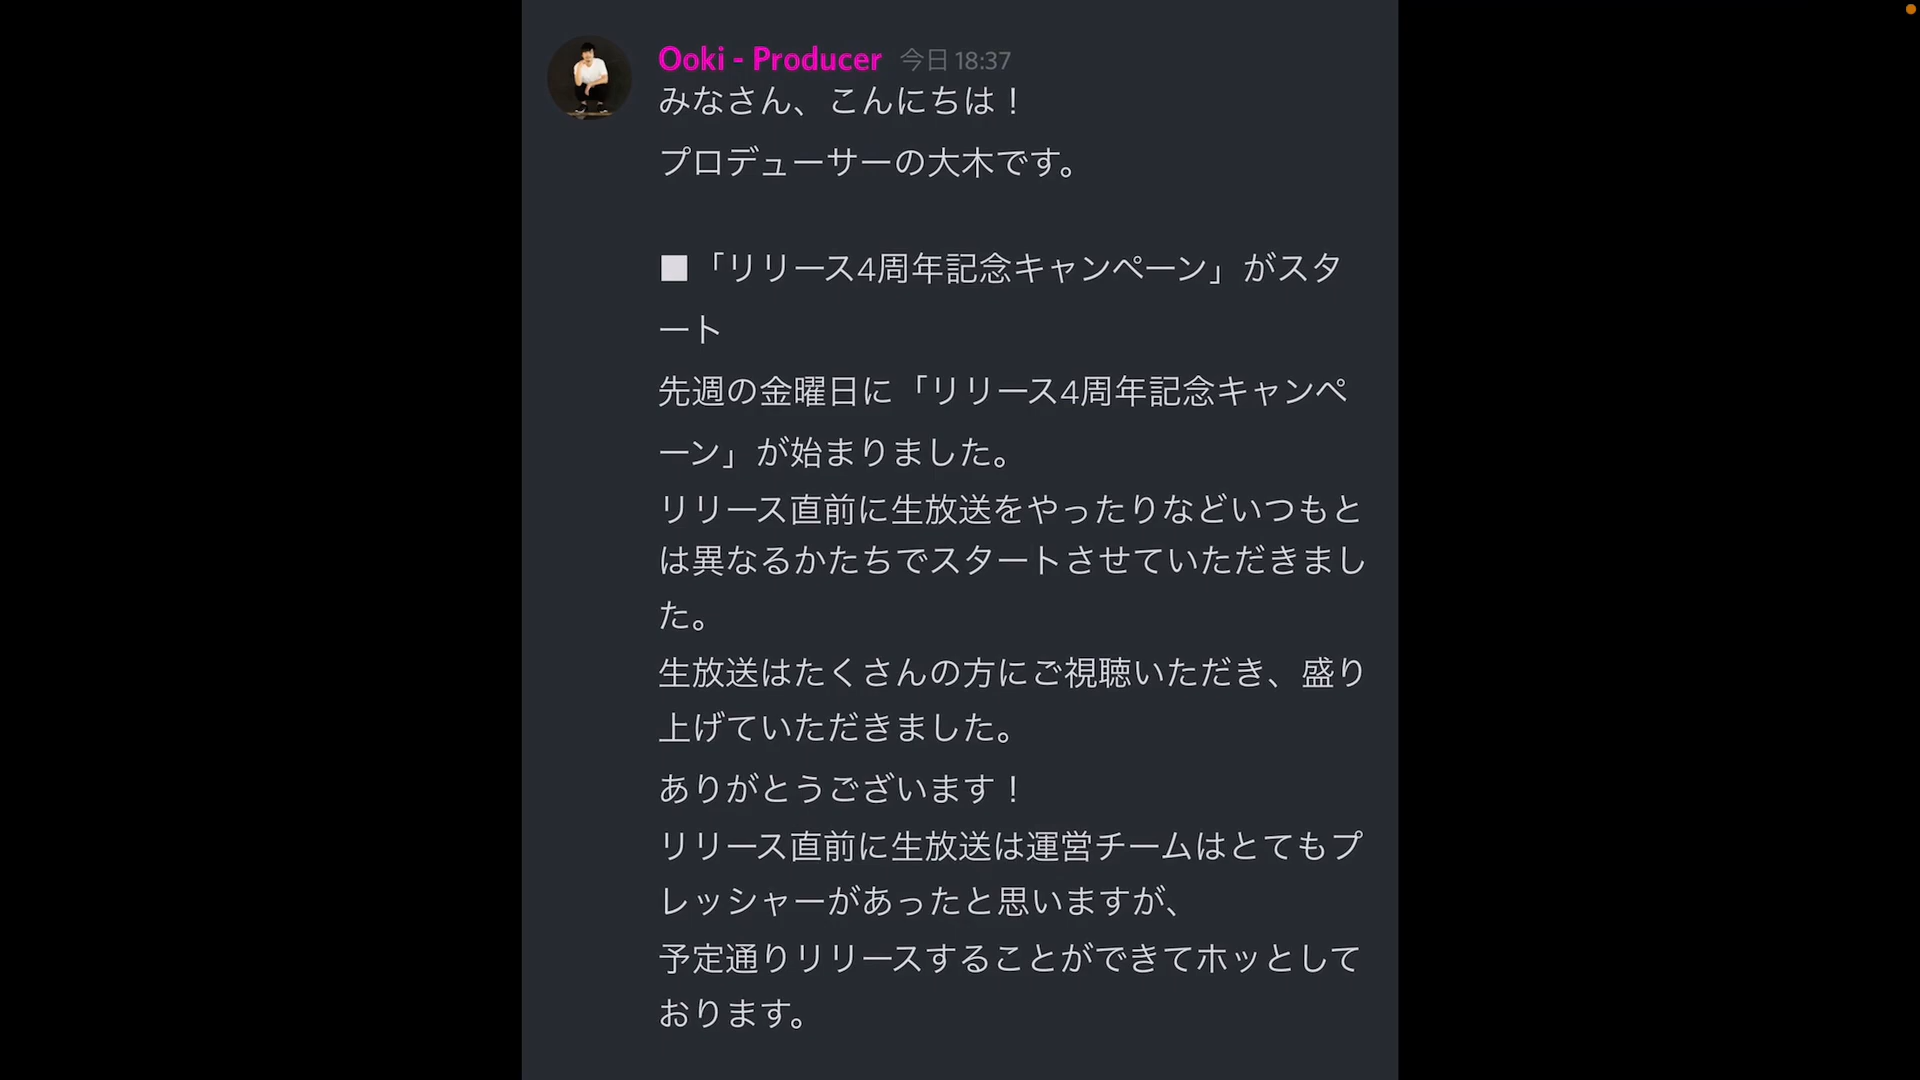 Ooki - Producer 今日 18:37
みなさん、こんにちは！
プロデューサーの大木です。
■「リリース4周年記念キャンペーン」がスタ
ート
先週の金曜日に「リリース4周年記念キャンペ
ーン」が始まりました。
リリース直前に生放送をやったりなどいつもと
は異なるかたちでスタートさせていただきまし
た。
生放送はたくさんの方にご視聴いただき、盛り
上げていただきました。
ありがとうございます！
リリース直前に生放送は運営チームはとてもプ
レッシャーがあったと思いますが、
予定通りリリースすることができてホッとして
おります。